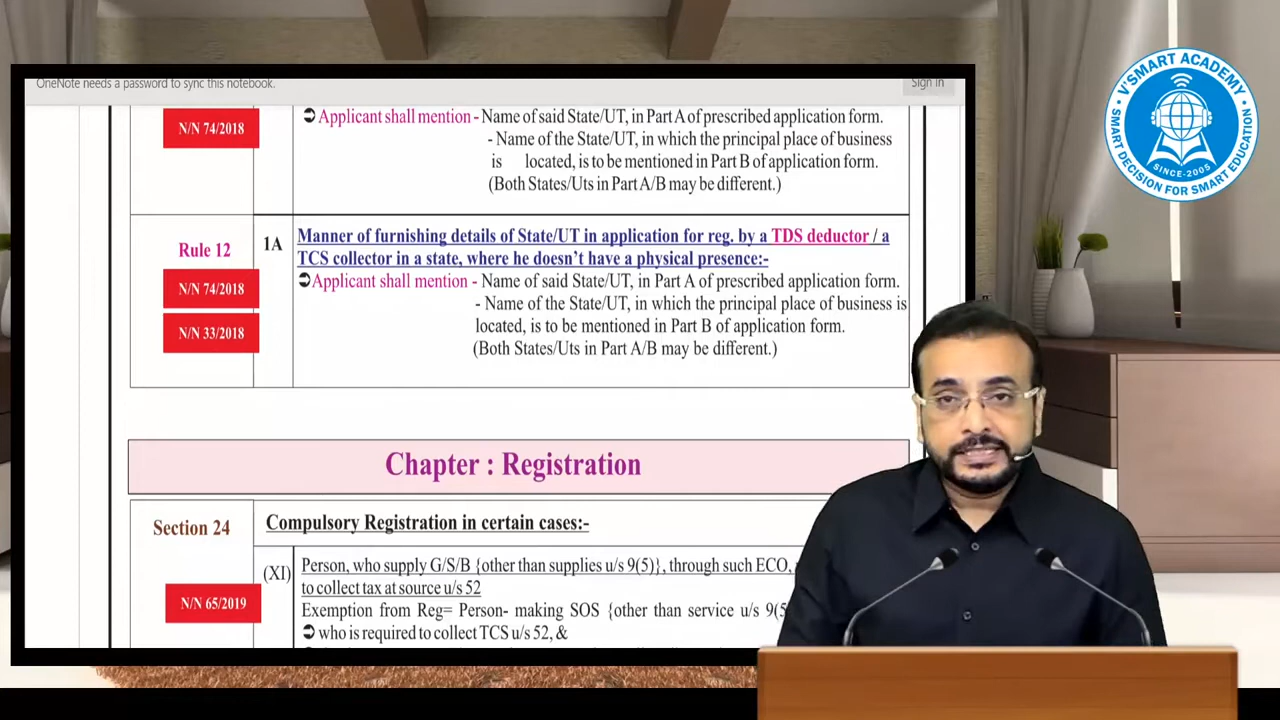 OneNote needs a password to sync this notebook.
Sign in
N/N 74/2018
Applicant shall mention - Name of said State/UT, in Part A of prescribed application form.
- Name of the State/UT, in which the principal place of business
is located, is to be mentioned in Part B of application form.
(Both States/Uts in Part A/B may be different.)
Rule 12
N/N 74/2018
N/N 33/2018
1A
Manner of furnishing details of State/UT in application for reg. by a TDS deductor / a
TCS collector in a state, where he doesn't have a physical presence:-
Applicant shall mention - Name of said State/UT, in Part A of prescribed application form.
- Name of the State/UT, in which the principal place of business is
located, is to be mentioned in Part B of application form.
(Both States/Uts in Part A/B may be different.)
Chapter : Registration
Section 24
Compulsory Registration in certain cases:-
N/N 65/2019
(XI)
Person, who supply G/S/B {other than supplies u/s 9(5)}, through such ECO,
to collect tax at source u/s 52
Exemption from Reg= Person- making SOS {other than service u/s 9(5
who is required to collect TCS u/s 52, &
V'SMART ACADEMY
SINCE-2005
SMART DECISION FOR SMART EDUCATION